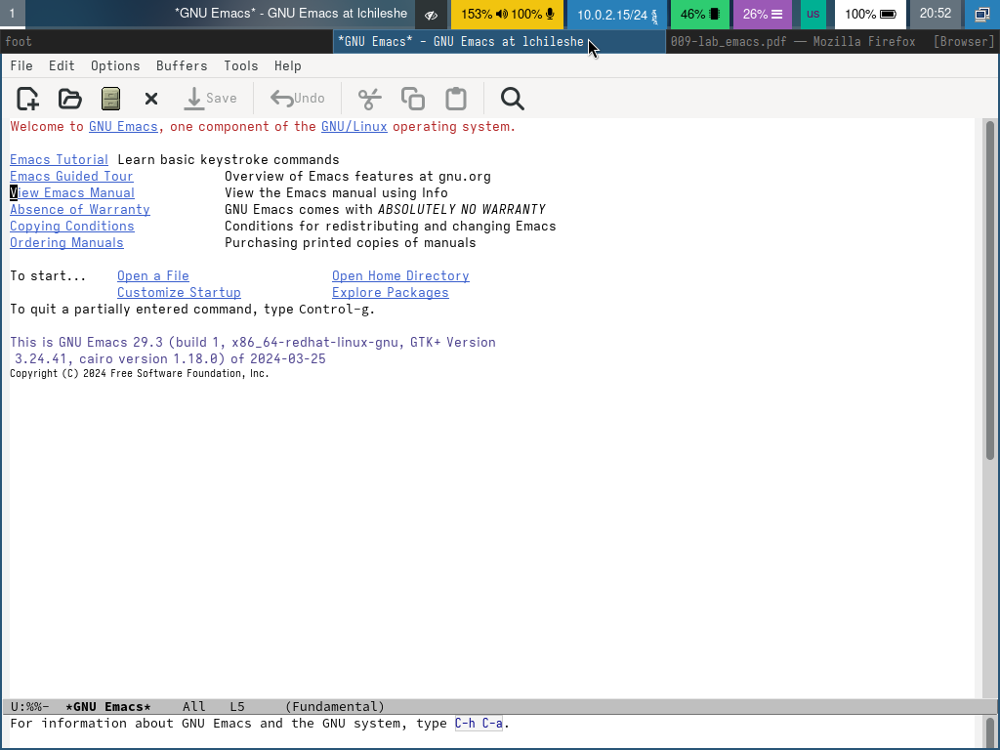 1 *GNU Emacs* - GNU Emacs at lchileshe 153% 100% 10.0.2.15/24 46% 26% us 100% 20:52
foot *GNU Emacs* - GNU Emacs at lchileshe 009-lab_emacs.pdf — Mozilla Firefox [Browser]
File Edit Options Buffers Tools Help
Save Undo
Welcome to GNU Emacs, one component of the GNU/Linux operating system.
Emacs Tutorial Learn basic keystroke commands
Emacs Guided Tour Overview of Emacs features at gnu.org
View Emacs Manual View the Emacs manual using Info
Absence of Warranty GNU Emacs comes with ABSOLUTELY NO WARRANTY
Copying Conditions Conditions for redistributing and changing Emacs
Ordering Manuals Purchasing printed copies of manuals
To start... Open a File Open Home Directory
Customize Startup Explore Packages
To quit a partially entered command, type Control-g.
This is GNU Emacs 29.3 (build 1, x86_64-redhat-linux-gnu, GTK+ Version
3.24.41, cairo version 1.18.0) of 2024-03-25
Copyright (C) 2024 Free Software Foundation, Inc.
U:%%- *GNU Emacs* All L5 (Fundamental)
For information about GNU Emacs and the GNU system, type C-h C-a.